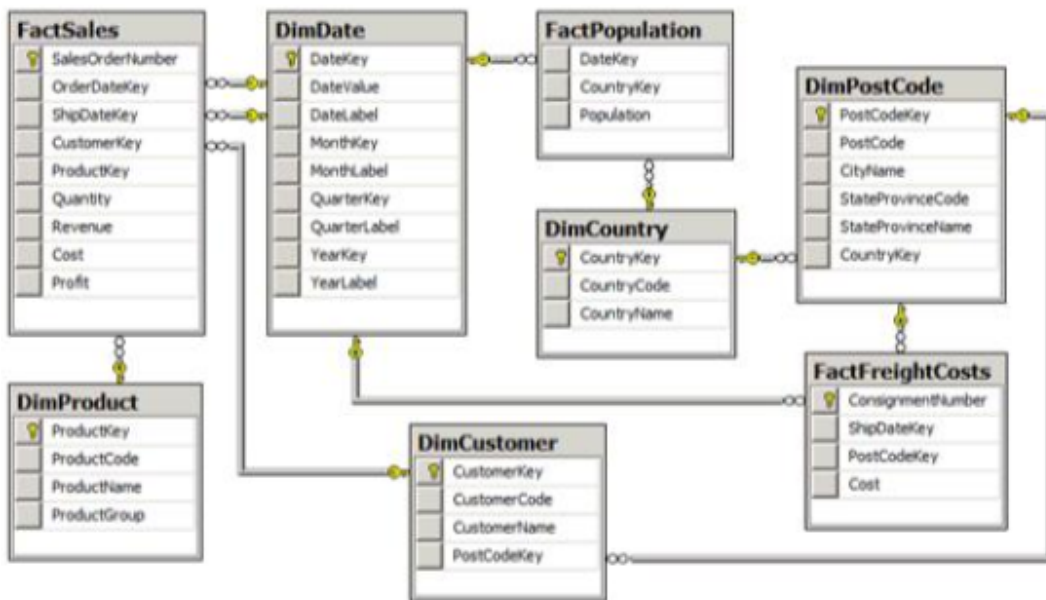 FactSales
SalesOrderNumber
OrderDateKey
ShipDateKey
CustomerKey
ProductKey
Quantity
Revenue
Cost
Profit
DimDate
DateKey
DateValue
DateLabel
MonthKey
MonthLabel
QuarterKey
QuarterLabel
YearKey
YearLabel
FactPopulation
DateKey
CountryKey
Population
DimPostCode
PostCodeKey
PostCode
CityName
StateProvinceCode
StateProvinceName
CountryKey
DimCountry
CountryKey
CountryCode
CountryName
FactFreightCosts
ConsignmentNumber
ShipDateKey
PostCodeKey
Cost
DimProduct
ProductKey
ProductCode
ProductName
ProductGroup
DimCustomer
CustomerKey
CustomerCode
CustomerName
PostCodeKey